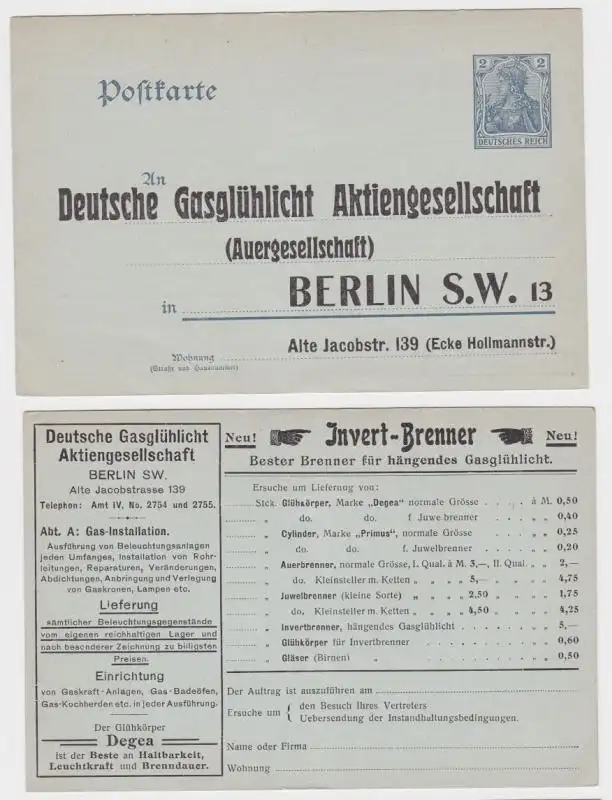 Postkarte
2 2
DEUTSCHES REICH
An
Deutsche Gasglühlicht Aktiengesellschaft
(Auergesellschaft)
in BERLIN S.W. 13
Alte Jacobstr. 139 (Ecke Hollmannstr.)
Wohnung
(Straße und Hausnummer)
Deutsche Gasglühlicht
Aktiengesellschaft
BERLIN SW.
Alte Jacobstrasse 139
Telephon: Amt IV, No. 2754 und 2755.
Abt. A: Gas-Installation.
Ausführung von Beleuchtungsanlagen
jeden Umfanges, Installation von Rohr-
leitungen, Reparaturen, Veränderungen,
Abdichtungen, Anbringung und Verlegung
von Gaskronen, Lampen etc.
Lieferung
sämtlicher Beleuchtungsgegenstände
vom eigenen reichhaltigen Lager und
nach besonderer Zeichnung zu billigsten
Preisen.
Einrichtung
von Gaskraft-Anlagen, Gas-Badeöfen,
Gas-Kochherden etc. in jeder Ausführung.
Der Glühkörper
Degea
ist der Beste an Haltbarkeit,
Leuchtkraft und Brenndauer.
Neu! Invert-Brenner Neu!
Bester Brenner für hängendes Gasglühlicht.
Ersuche um Lieferung von:
Stck. Glühkörper, Marke „Degea" normale Grösse . . . . à M. 0,50
„ do. do. f. Juwelbrenner . . . . „ „ 0,40
„ Cylinder, Marke "Primus", normale Grösse . . . . „ „ 0,25
„ do. do. f. Juwelbrenner . . . . „ „ 0,20
„ Auerbrenner, normale Grösse, I. Qual. à M. 3,—, II. Qual. „ „ 2,—
„ do. Kleinsteller m. Ketten „ „ „ 5,— „ „ „ „ 4,75
„ Juwelbrenner (kleine Sorte) „ „ „ 2,50 „ „ „ „ 1,75
„ do. Kleinsteller m. Ketten „ „ „ 4,50 „ „ „ „ 4,25
„ Invertbrenner, hängendes Gasglühlicht . . . . „ „ 5,—
„ Glühkörper für Invertbrenner . . . . „ „ 0,60
„ Gläser (Birnen) „ . . . . „ „ 0,50
Der Auftrag ist auszuführen am
Ersuche um { den Besuch Ihres Vertreters
Uebersendung der Instandhaltungsbedingungen.
Name oder Firma
Wohnung